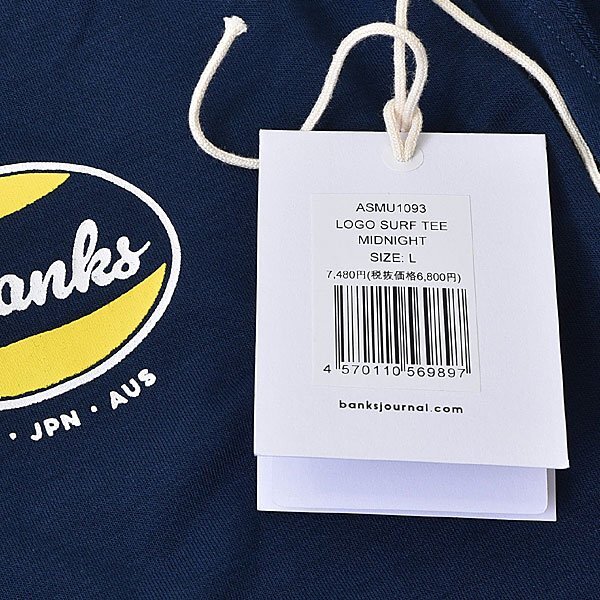 anks
· JPN · AUS
ASMU1093
LOGO SURF TEE
MIDNIGHT
SIZE: L
7,480円(税抜価格6,800円)
4 570110 569897
banksjournal.com